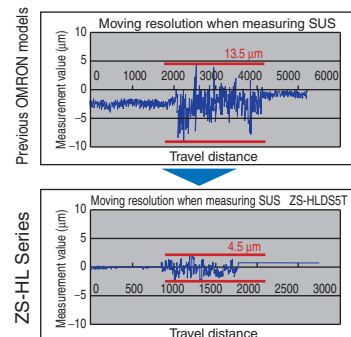 Previous OMRON models
Moving resolution when measuring SUS
Measurement value (µm)
10
5
0
−5
−10
13.5 µm
0 1000 2000 3000 4000 5000 6000
Travel distance
ZS-HL Series
Moving resolution when measuring SUS ZS-HLDS5T
Measurement value (µm)
10
5
0
−5
−10
4.5 µm
0 500 1000 1500 2000 2500 3000
Travel distance